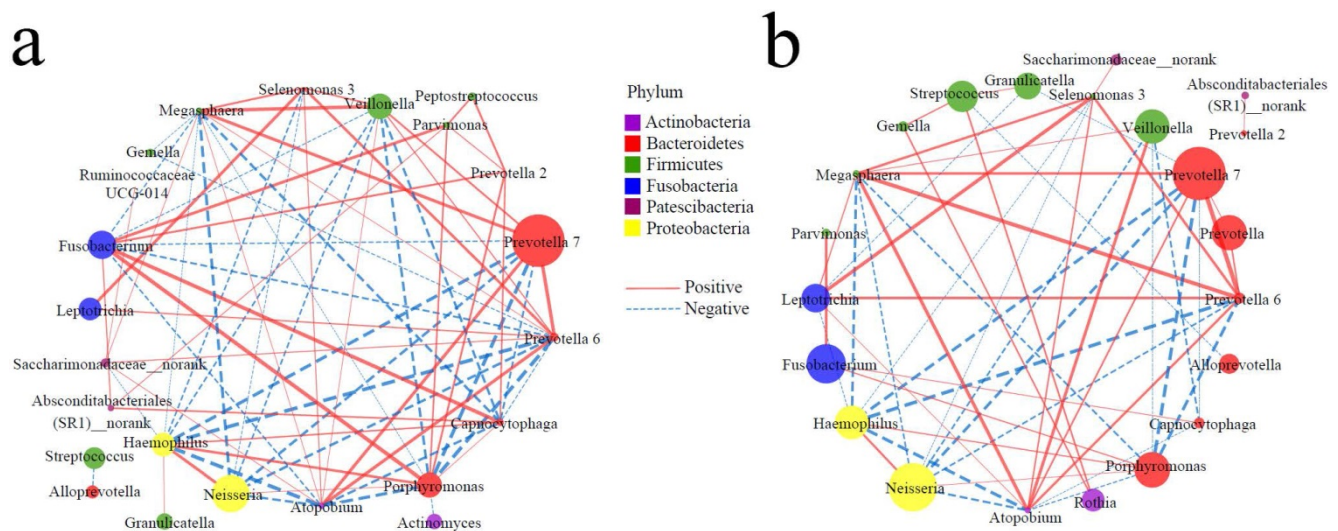 a
Selenomonas 3
Megasphaera
Veillonella
Peptostreptococcus
Parvimonas
Gemella
Prevotella 2
Ruminococcaceae
UCG-014
Fusobacterium
Prevotella 7
Leptotrichia
Prevotella 6
Saccharimonadaceae__norank
Absconditabacteriales
(SR1)__norank
Capnocytophaga
Haemophilus
Streptococcus
Porphyromonas
Alloprevotella
Neisseria
Atopobium
Granulicatella
Actinomyces
Phylum
Actinobacteria
Bacteroidetes
Firmicutes
Fusobacteria
Patescibacteria
Proteobacteria
Positive
Negative
b
Saccharimonadaceae__norank
Granulicatella
Absconditabacteriales
(SR1)__norank
Streptococcus
Selenomonas 3
Gemella
Veillonella
Prevotella 2
Megasphaera
Prevotella 7
Parvimonas
Prevotella
Leptotrichia
Prevotella 6
Fusobacterium
Alloprevotella
Haemophilus
Capnocytophaga
Porphyromonas
Neisseria
Rothia
Atopobium